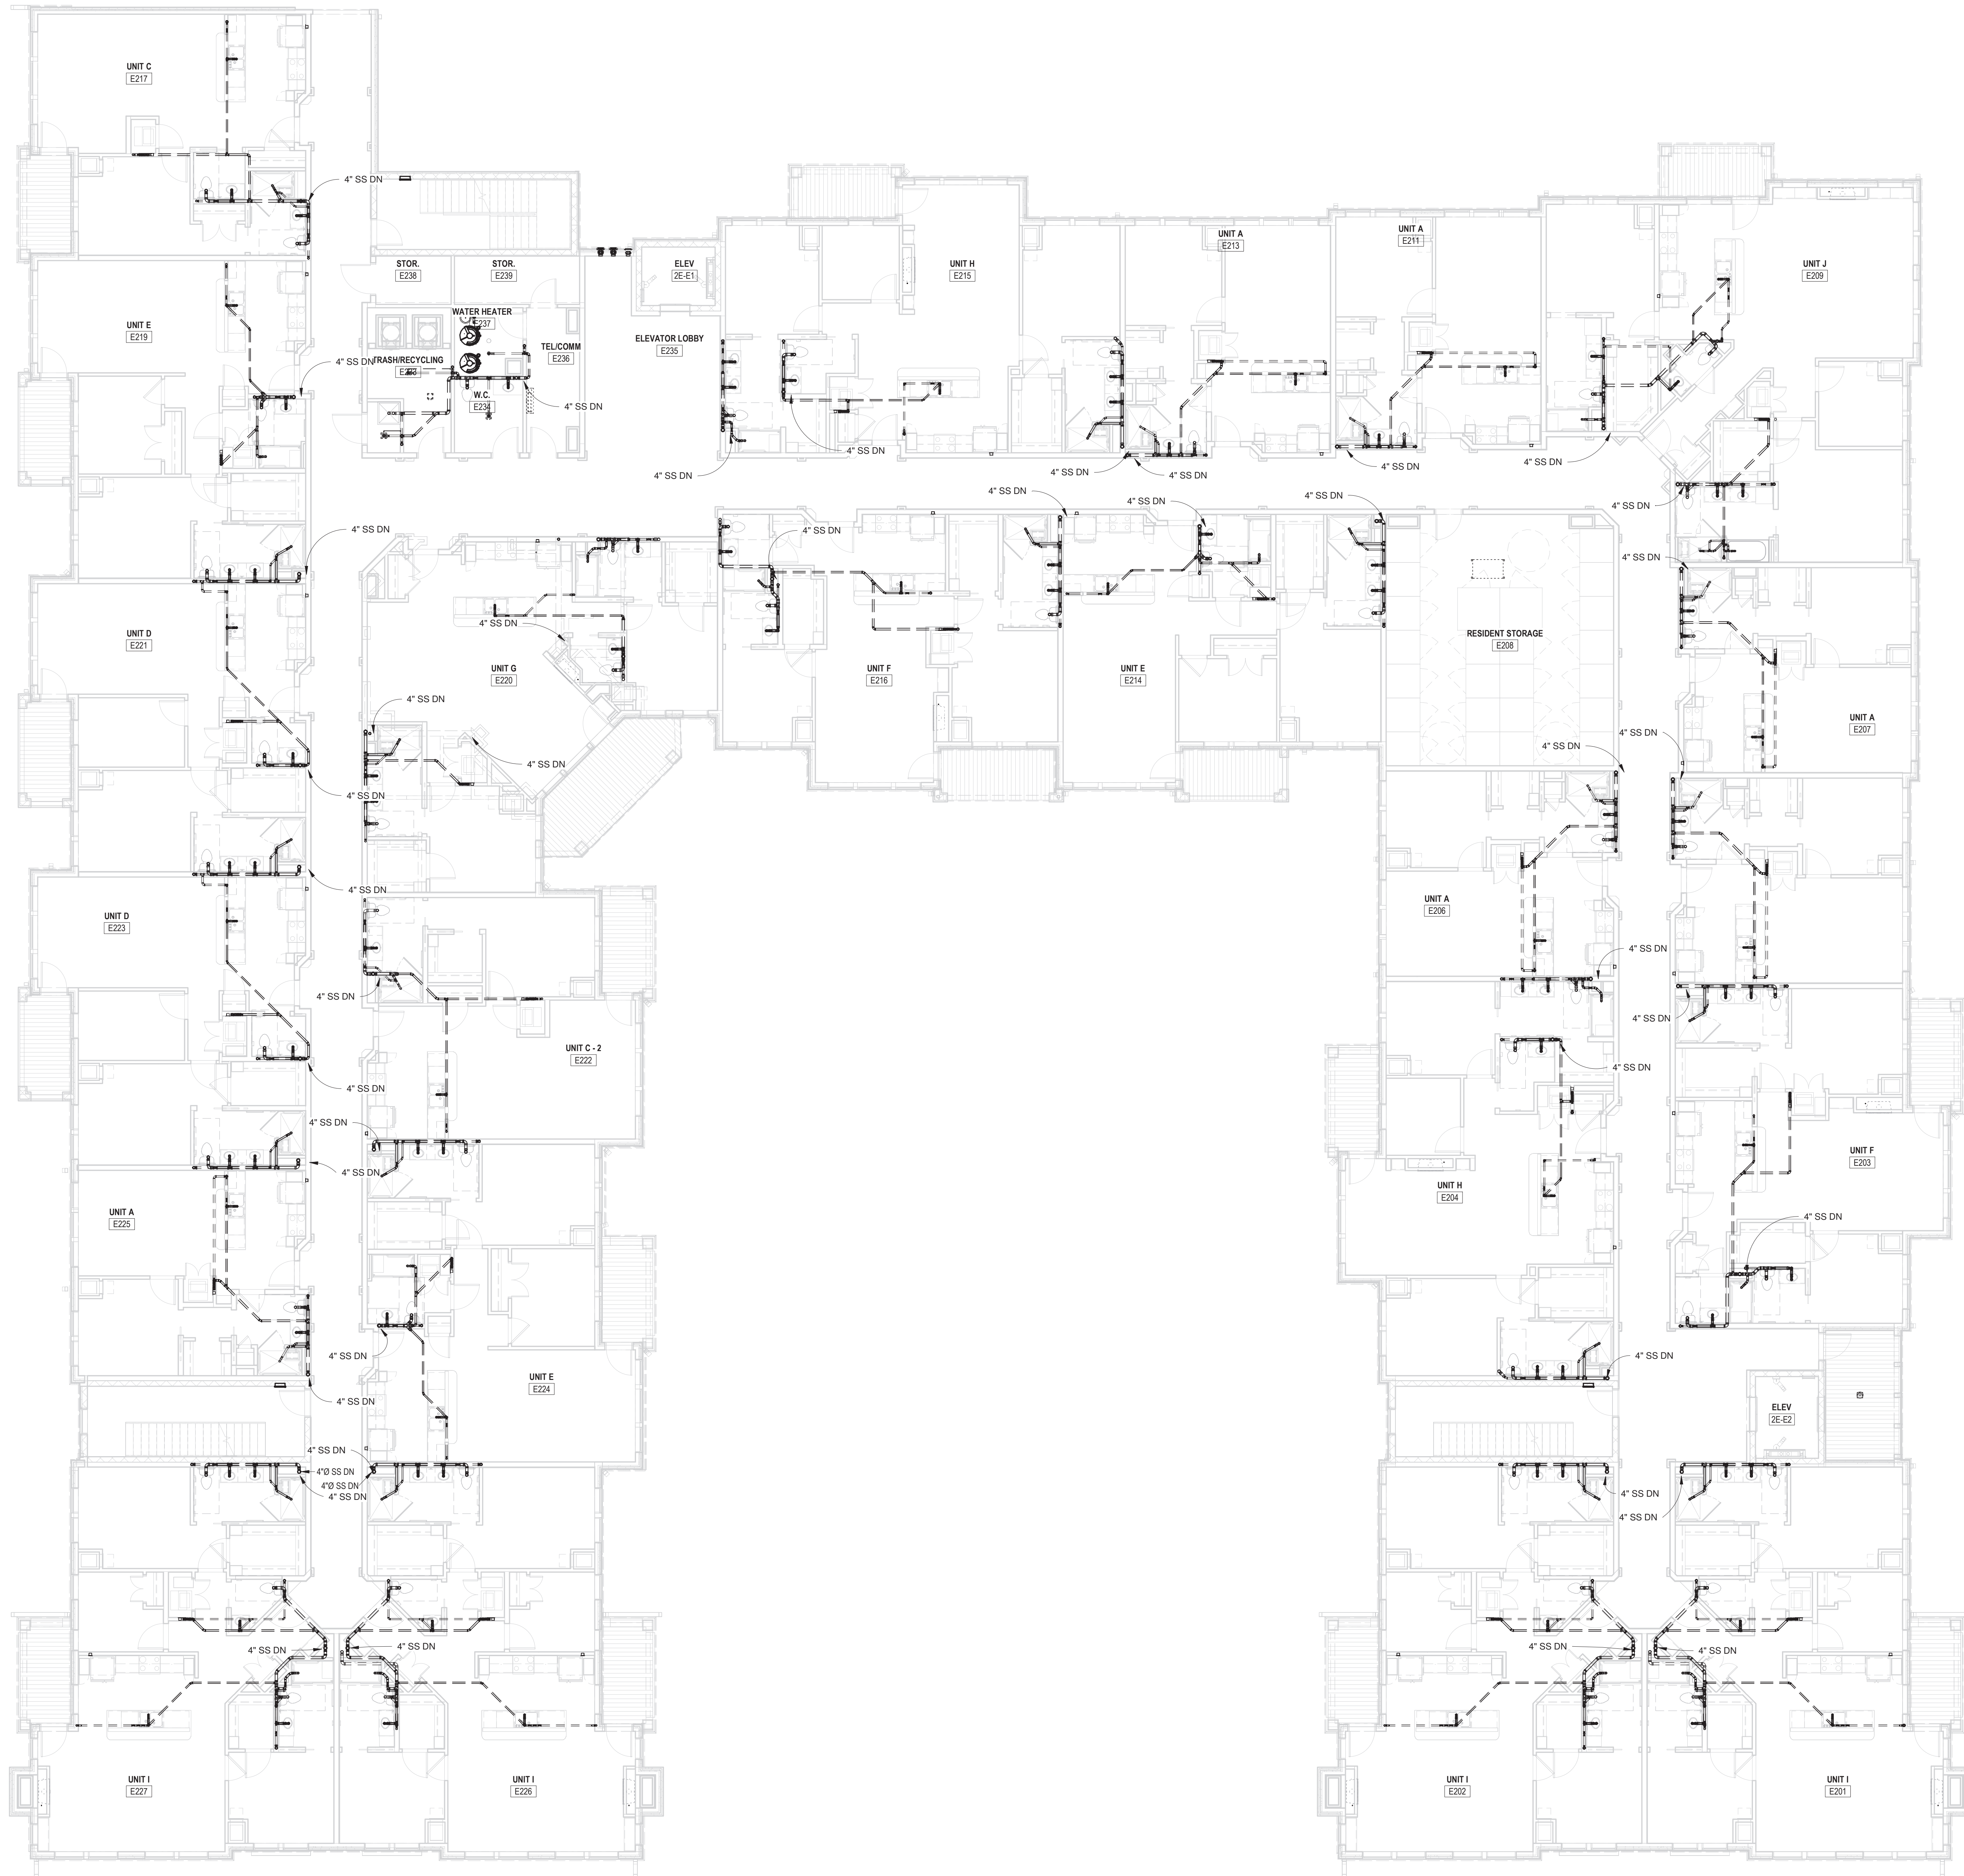 UNIT C
E217
4" SS DN
UNIT E
E219
4" SS DN
STOR.
E238
STOR.
E239
WATER HEATER
E237
TRASH/RECYCLING
TEL/COMM
E236
W.C.
E234
4" SS DN
ELEV
2E-E1
ELEVATOR LOBBY
E235
UNIT H
E215
4" SS DN
4" SS DN
UNIT A
E213
4" SS DN
4" SS DN
UNIT A
E211
4" SS DN
UNIT J
E209
4" SS DN
4" SS DN
4" SS DN
4" SS DN
4" SS DN
4" SS DN
4" SS DN
4" SS DN
UNIT D
E221
4" SS DN
UNIT G
E220
4" SS DN
4" SS DN
4" SS DN
UNIT F
E216
UNIT E
E214
RESIDENT STORAGE
E208
UNIT A
E207
4" SS DN
4" SS DN
4" SS DN
UNIT D
E223
4" SS DN
UNIT A
E206
4" SS DN
4" SS DN
4" SS DN
UNIT C - 2
E222
4" SS DN
4" SS DN
4" SS DN
4" SS DN
UNIT A
E225
UNIT H
E204
UNIT F
E203
4" SS DN
4" SS DN
4" SS DN
UNIT E
E224
4" SS DN
ELEV
2E-E2
4" SS DN
4"Ø SS DN
4"Ø SS DN
4" SS DN
4" SS DN
4" SS DN
4" SS DN
4" SS DN
4" SS DN
4" SS DN
UNIT I
E227
UNIT I
E226
UNIT I
E202
UNIT I
E201